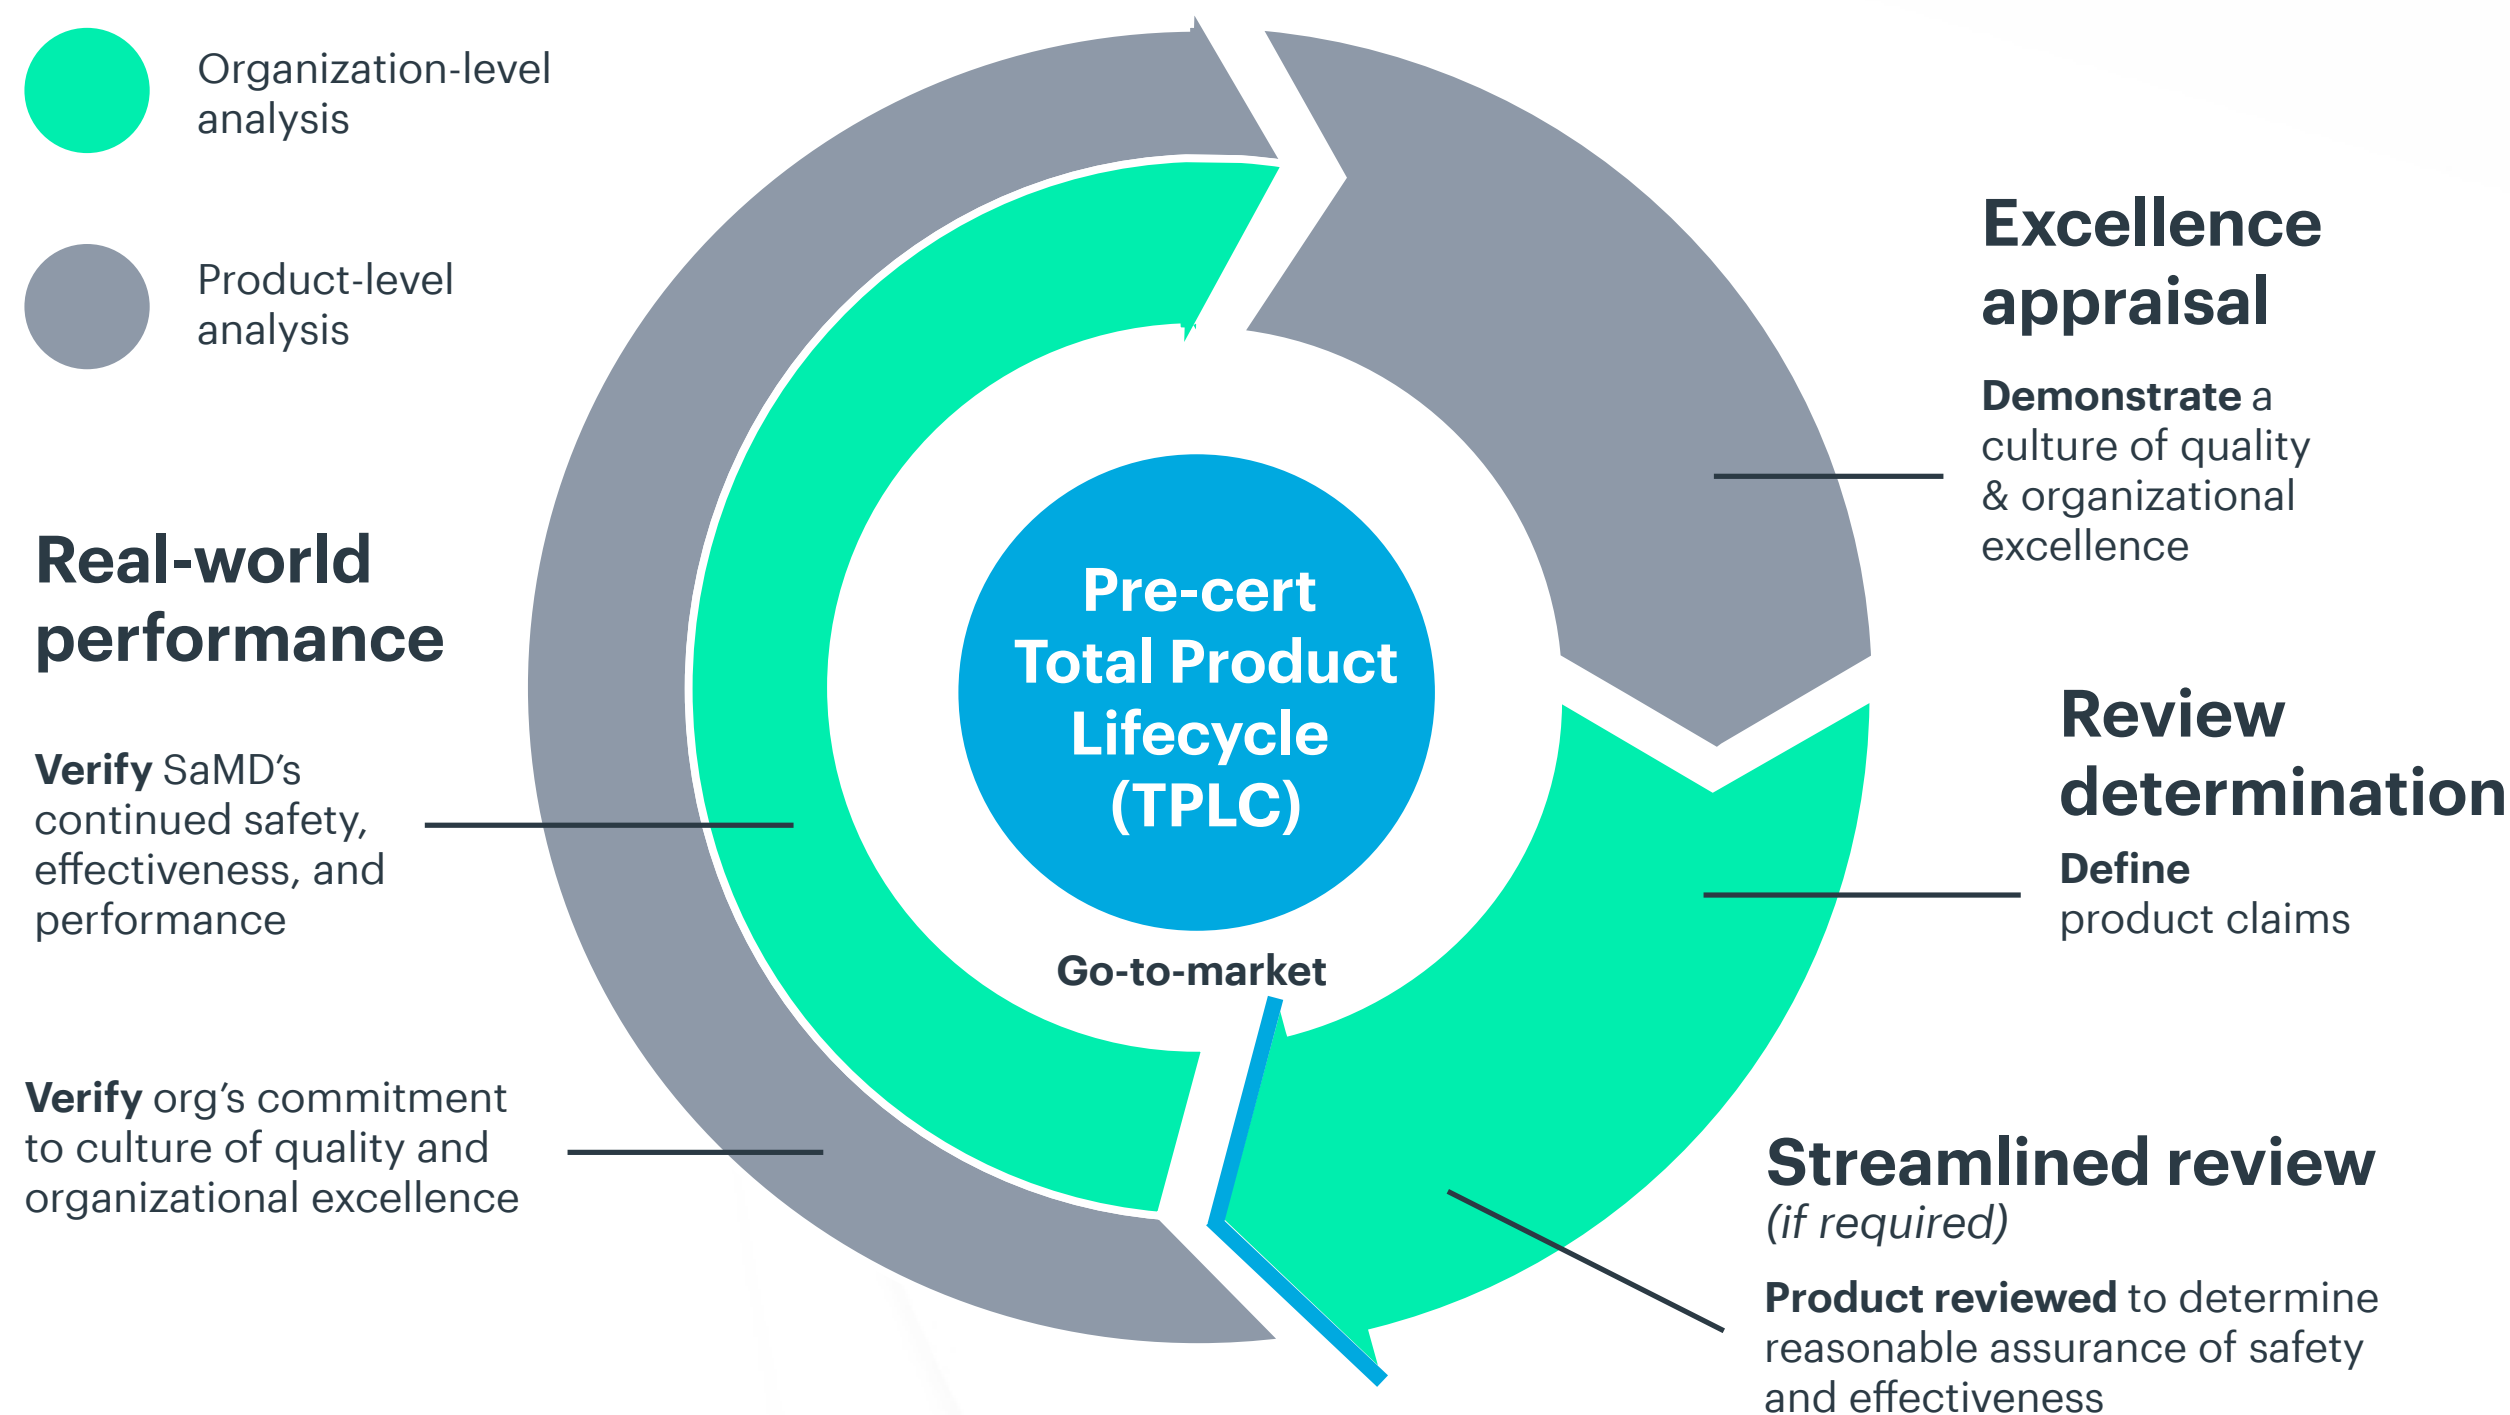 Organization-level
analysis
Product-level
analysis
Excellence
appraisal
Demonstrate a
culture of quality
& organizational
excellence
Real-world
performance
Verify SaMD’s
continued safety,
effectiveness, and
performance
Verify org’s commitment
to culture of quality and
organizational excellence
Pre-cert
Total Product
Lifecycle
(TPLC)
Go-to-market
Review
determination
Define
product claims
Streamlined review
(if required)
Product reviewed to determine
reasonable assurance of safety
and effectiveness